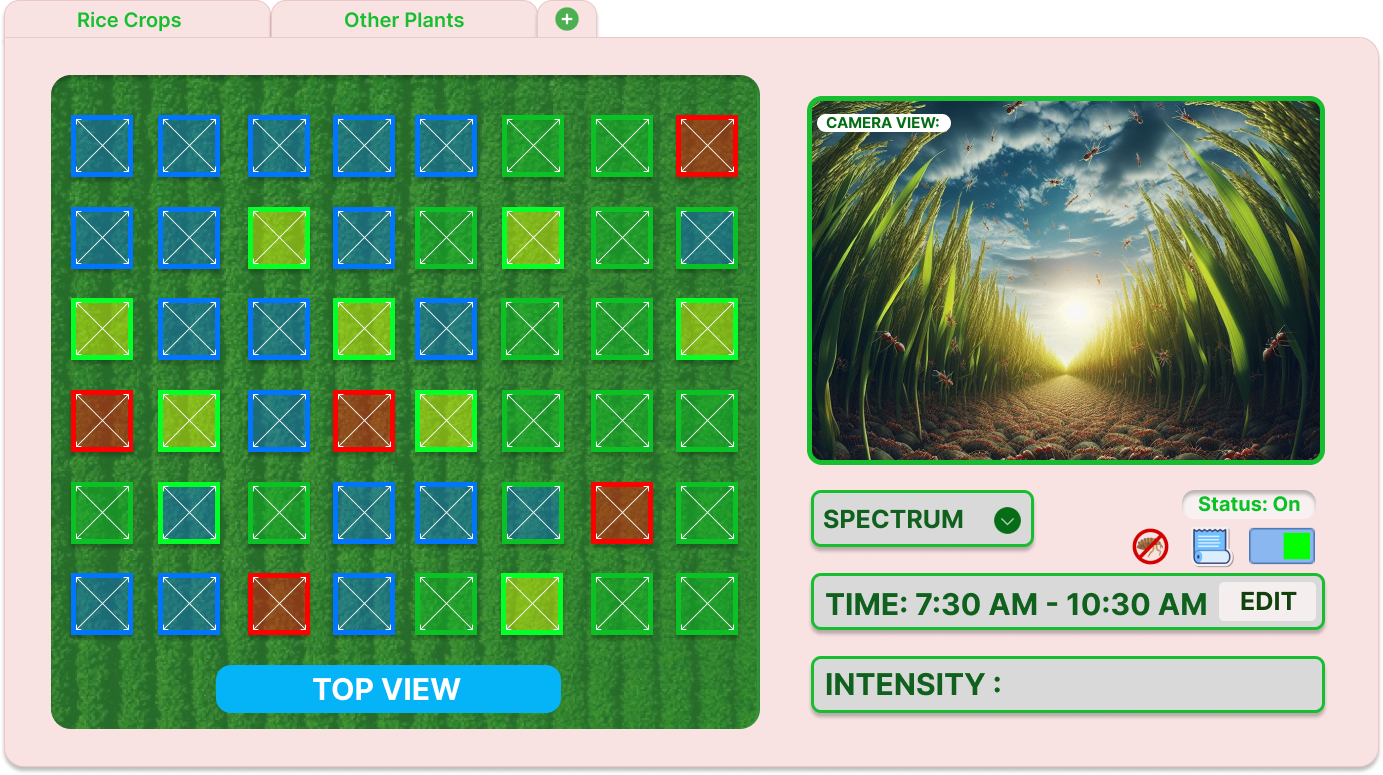 Rice Crops
Other Plants
CAMERA VIEW:
TOP VIEW
SPECTRUM
Status: On
TIME: 7:30 AM - 10:30 AM
EDIT
INTENSITY :